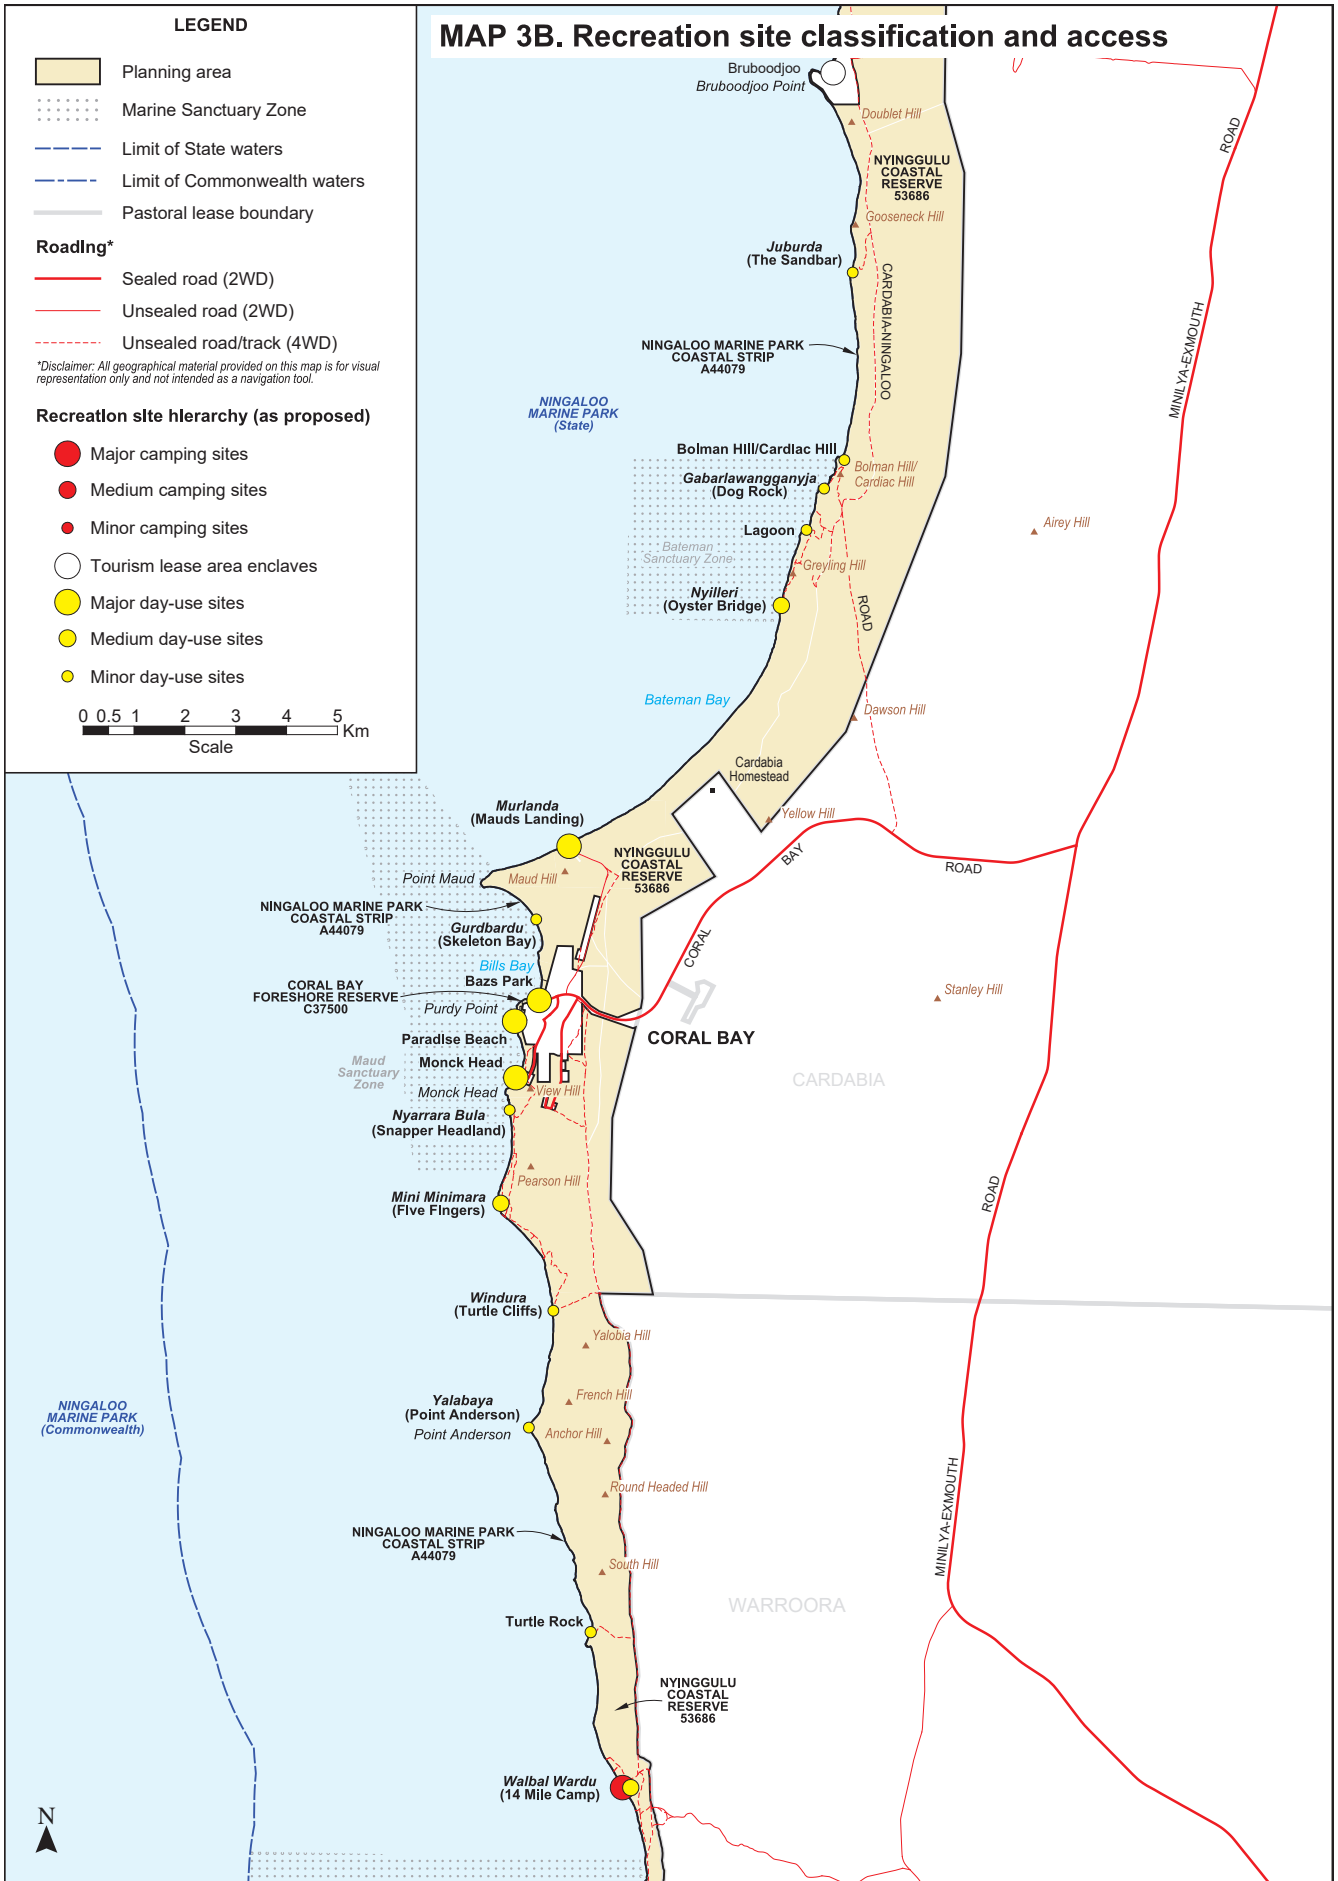 LEGEND
Planning area
Marine Sanctuary Zone
Limit of State waters
Limit of Commonwealth waters
Pastoral lease boundary
Roading*
Sealed road (2WD)
Unsealed road (2WD)
Unsealed road/track (4WD)
*Disclaimer: All geographical material provided on this map is for visual
representation only and not intended as a navigation tool.
Recreation site hierarchy (as proposed)
Major camping sites
Medium camping sites
Minor camping sites
Tourism lease area enclaves
Major day-use sites
Medium day-use sites
Minor day-use sites
0 0.5 1 2 3 4 5
Km
Scale
MAP 3B. Recreation site classification and access
Bruboodjoo
Bruboodjoo Point
Doublet Hill
ROAD
NYINGGULU
COASTAL
RESERVE
53686
Gooseneck Hill
Juburda
(The Sandbar)
CARDABIA-NINGALOO
MINILYA-EXMOUTH
NINGALOO MARINE PARK
COASTAL STRIP
A44079
NINGALOO
MARINE PARK
(State)
Bolman Hill/Cardiac Hill
Bolman Hill/
Cardiac Hill
Gabarlawangganyja
(Dog Rock)
Lagoon
Airey Hill
Bateman
Sanctuary Zone
Greyling Hill
Nyilleri
(Oyster Bridge)
ROAD
Bateman Bay
Dawson Hill
Cardabia
Homestead
Yellow Hill
Murlanda
(Mauds Landing)
BAY
ROAD
NYINGGULU
COASTAL
RESERVE
53686
Point Maud
Maud Hill
NINGALOO MARINE PARK
COASTAL STRIP
A44079
Gurdbardu
(Skeleton Bay)
CORAL
Bills Bay
Bazs Park
CORAL BAY
FORESHORE RESERVE
C37500
Purdy Point
Stanley Hill
Paradise Beach
CORAL BAY
Monck Head
Maud
Sanctuary
Zone
CARDABIA
Monck Head
View Hill
Nyarrara Bula
(Snapper Headland)
Pearson Hill
Mini Minimara
(Five Fingers)
ROAD
Windura
(Turtle Cliffs)
Yalobia Hill
French Hill
Yalabaya
(Point Anderson)
Point Anderson
Anchor Hill
NINGALOO
MARINE PARK
(Commonwealth)
Round Headed Hill
MINILYA-EXMOUTH
NINGALOO MARINE PARK
COASTAL STRIP
A44079
South Hill
WARROORA
Turtle Rock
NYINGGULU
COASTAL
RESERVE
53686
Walbal Wardu
(14 Mile Camp)
N